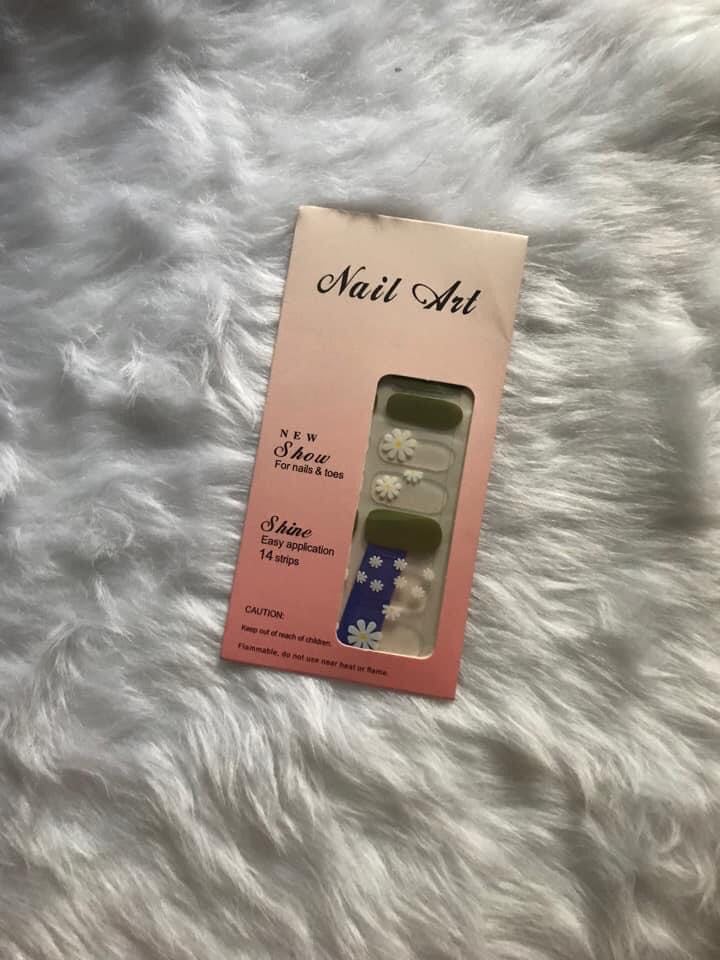 Nail Art
NEW
Show
For nails & toes
Shine
Easy application
14 strips
CAUTION:
Keep out of reach of children.
Flammable, do not use near heat or flame.